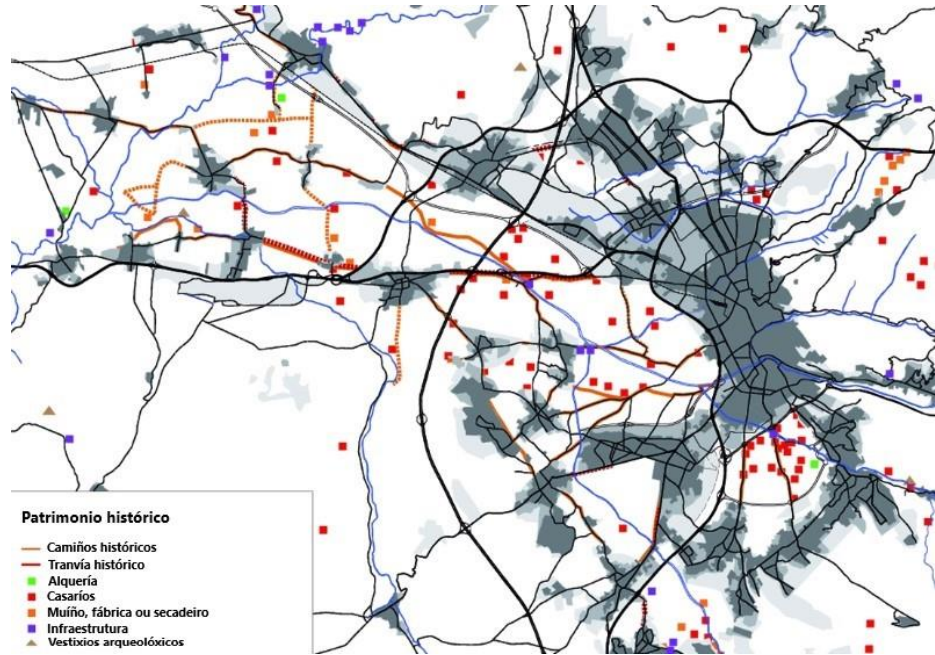 Patrimonio histórico
Camiños históricos
Tranvía histórico
Alquería
Casaríos
Muíño, fábrica ou secadeiro
Infraestrutura
Vestixios arqueolóxicos